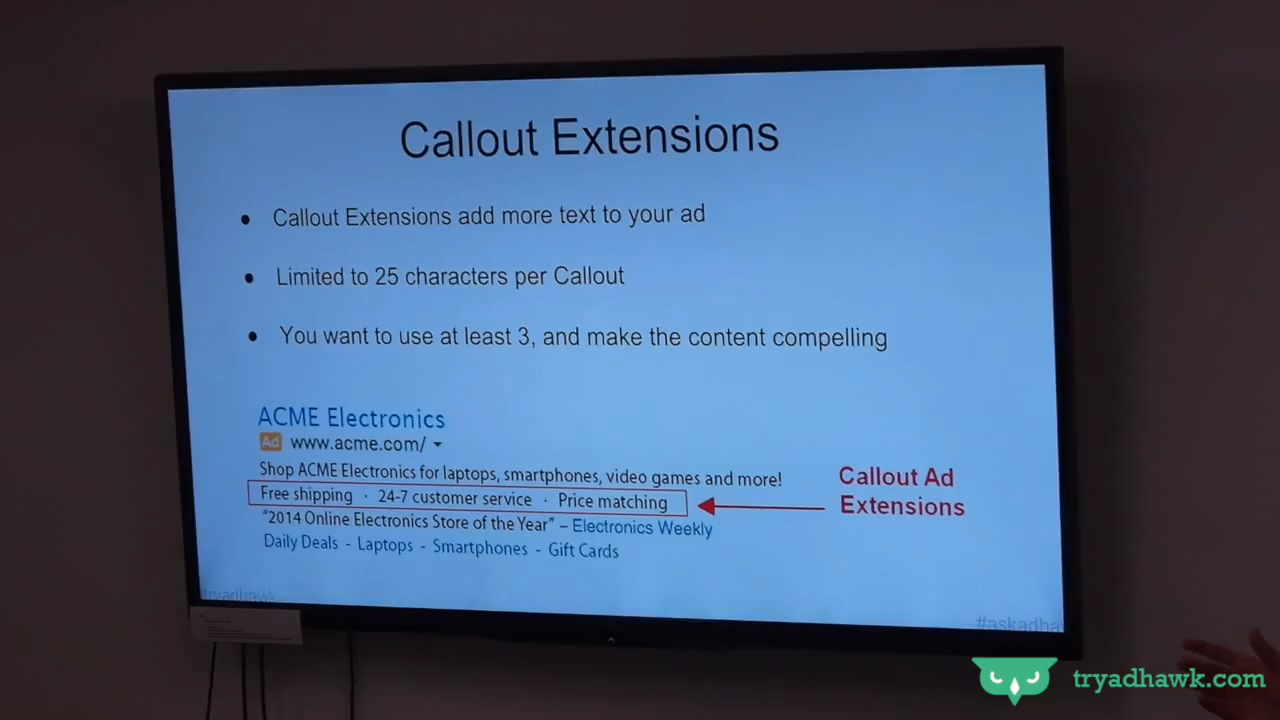 Callout Extensions
● Callout Extensions add more text to your ad
● Limited to 25 characters per Callout
● You want to use at least 3, and make the content compelling
ACME Electronics
Ad www.acme.com/
Shop ACME Electronics for laptops, smartphones, video games and more!
Free shipping · 24-7 customer service · Price matching
"2014 Online Electronics Store of the Year" – Electronics Weekly
Daily Deals - Laptops - Smartphones - Gift Cards
Callout Ad
Extensions
tryadhawk
#askadha
tryadhawk.com